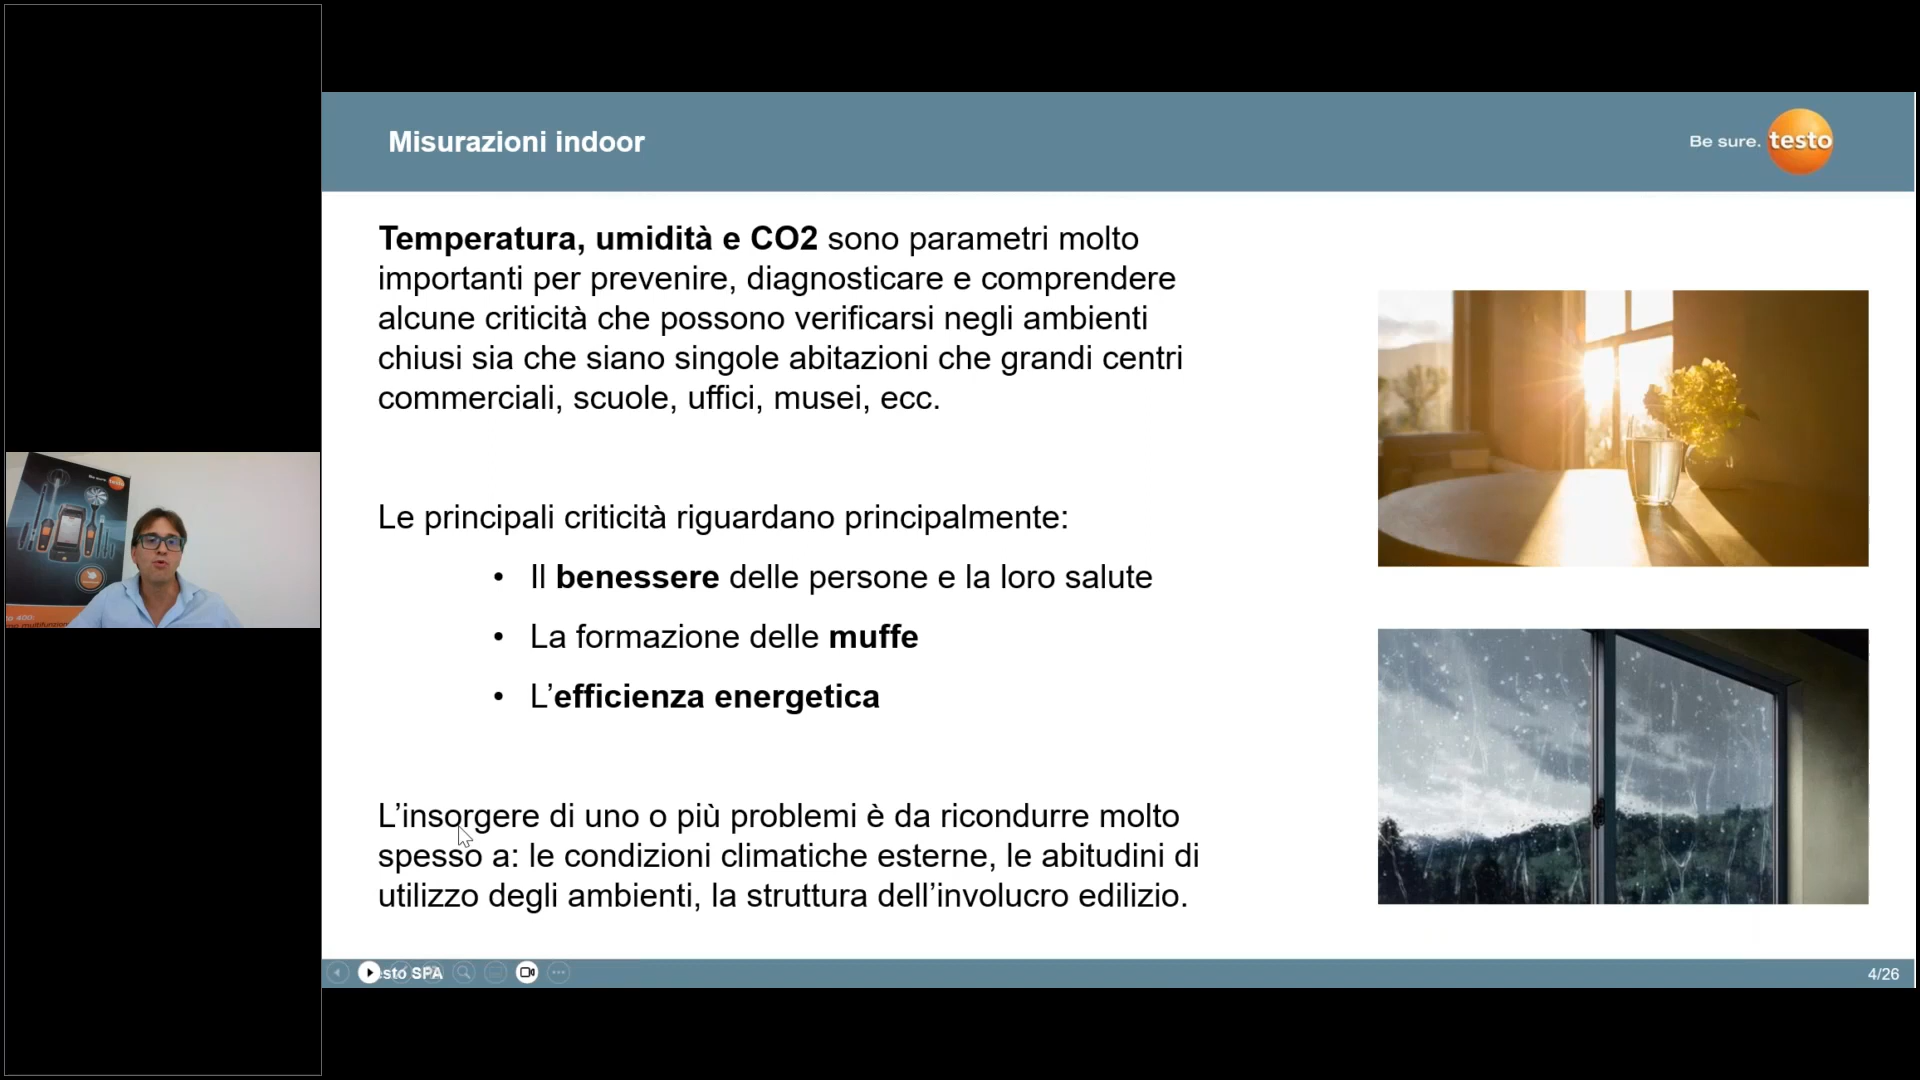 Misurazioni indoor
Be sure. testo
Temperatura, umidità e CO2 sono parametri molto
importanti per prevenire, diagnosticare e comprendere
alcune criticità che possono verificarsi negli ambienti
chiusi sia che siano singole abitazioni che grandi centri
commerciali, scuole, uffici, musei, ecc.
Le principali criticità riguardano principalmente:
• Il benessere delle persone e la loro salute
• La formazione delle muffe
• L’efficienza energetica
L’insorgere di uno o più problemi è da ricondurre molto
spesso a: le condizioni climatiche esterne, le abitudini di
utilizzo degli ambienti, la struttura dell’involucro edilizio.
esto SPA
4/26
Be sure. testo